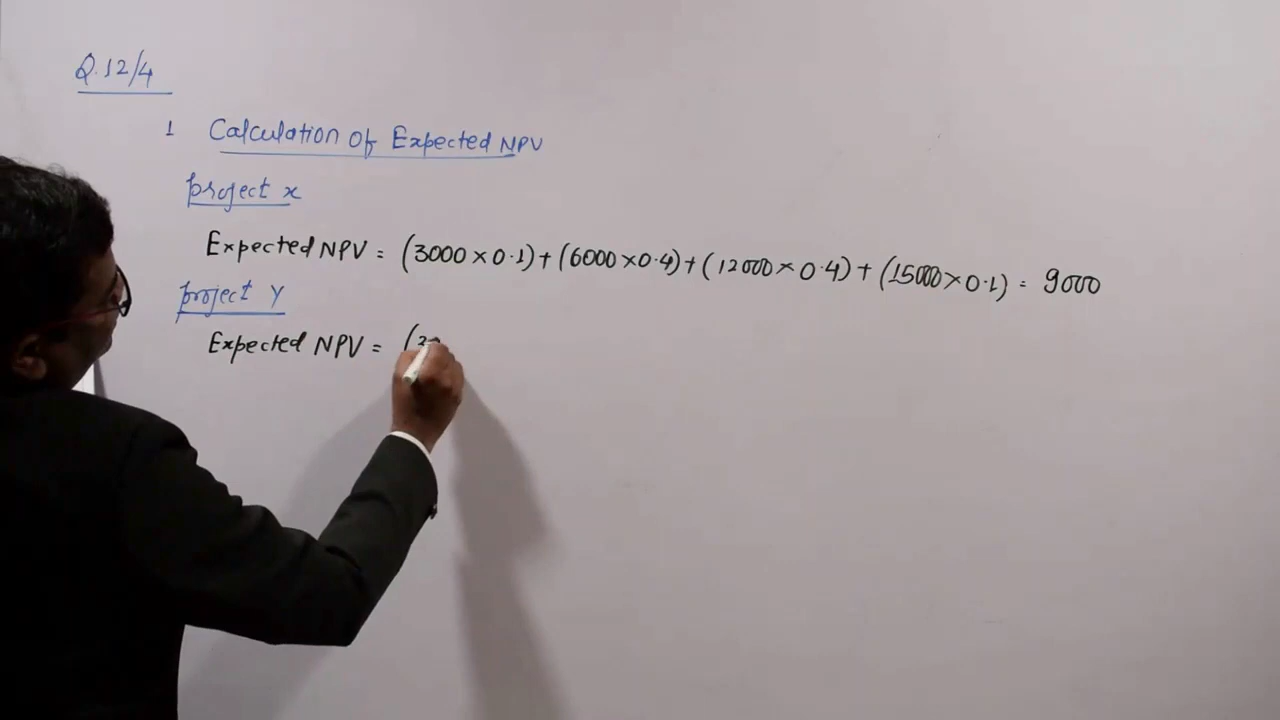 Q.12/4
1 Calculation of Expected NPV
project x
Expected NPV = (3000 × 0.1) + (6000 × 0.4) + (12000 × 0.4) + (15000 × 0.1) = 9000
project Y
Expected NPV = (